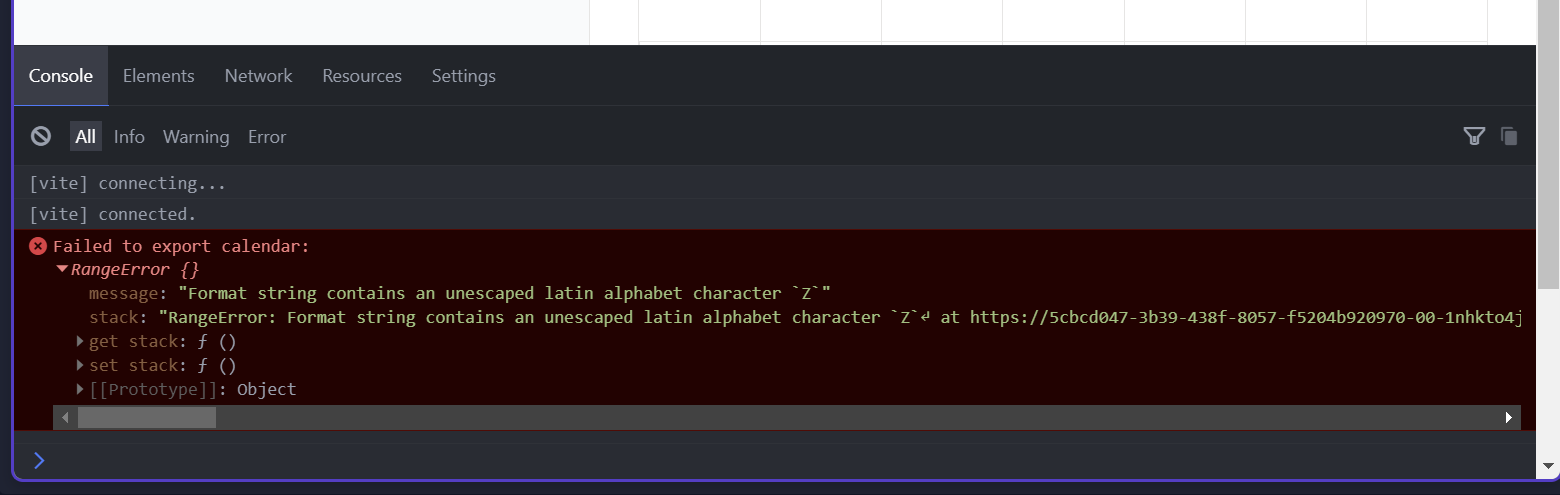 Console Elements Network Resources Settings
All Info Warning Error
[vite] connecting...
[vite] connected.
Failed to export calendar:
RangeError {}
message: "Format string contains an unescaped latin alphabet character `Z`"
stack: "RangeError: Format string contains an unescaped latin alphabet character `Z`↵ at https://5cbcd047-3b39-438f-8057-f5204b920970-00-1nhkto4j
get stack: ƒ ()
set stack: ƒ ()
[[Prototype]]: Object